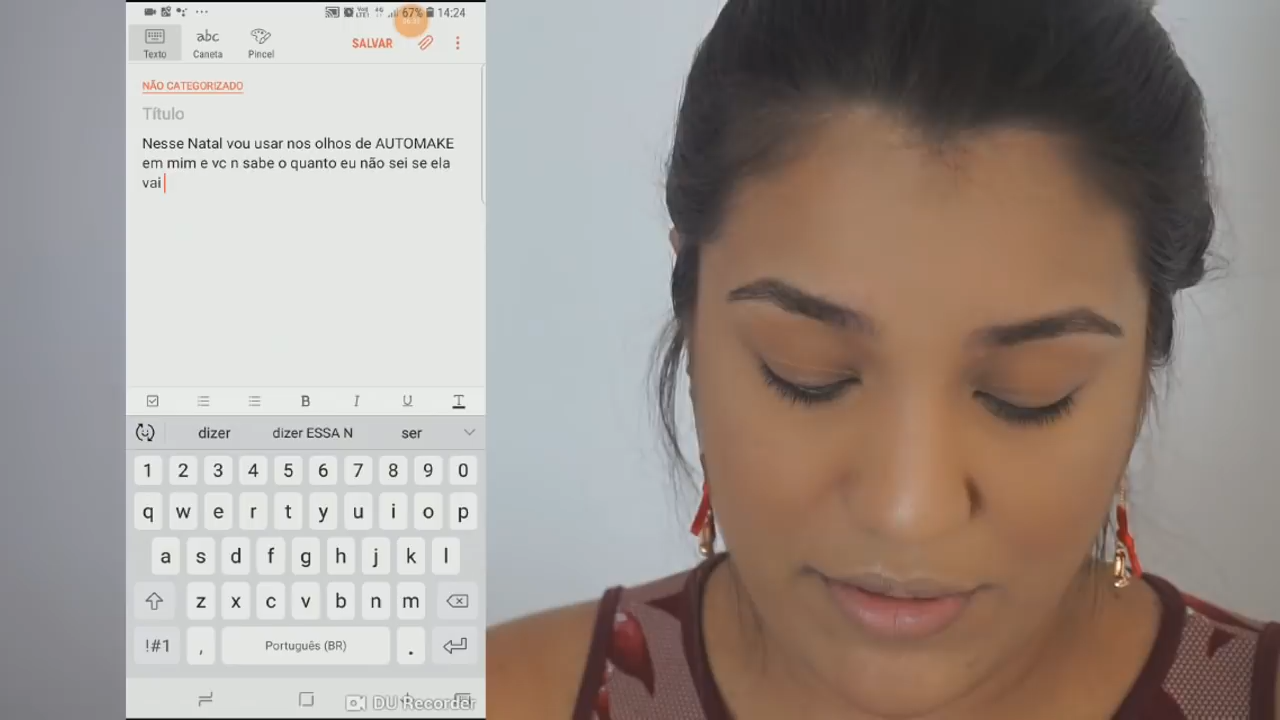 67% 14:24
Texto
abc
Caneta
Pincel
SALVAR
NÃO CATEGORIZADO
Título
Nesse Natal vou usar nos olhos de AUTOMAKE
em mim e vc n sabe o quanto eu não sei se ela
vai
B I U T
dizer dizer ESSA N ser
1 2 3 4 5 6 7 8 9 0
q w e r t y u i o p
a s d f g h j k l
z x c v b n m
!#1 , Português (BR) .
DU Recorder